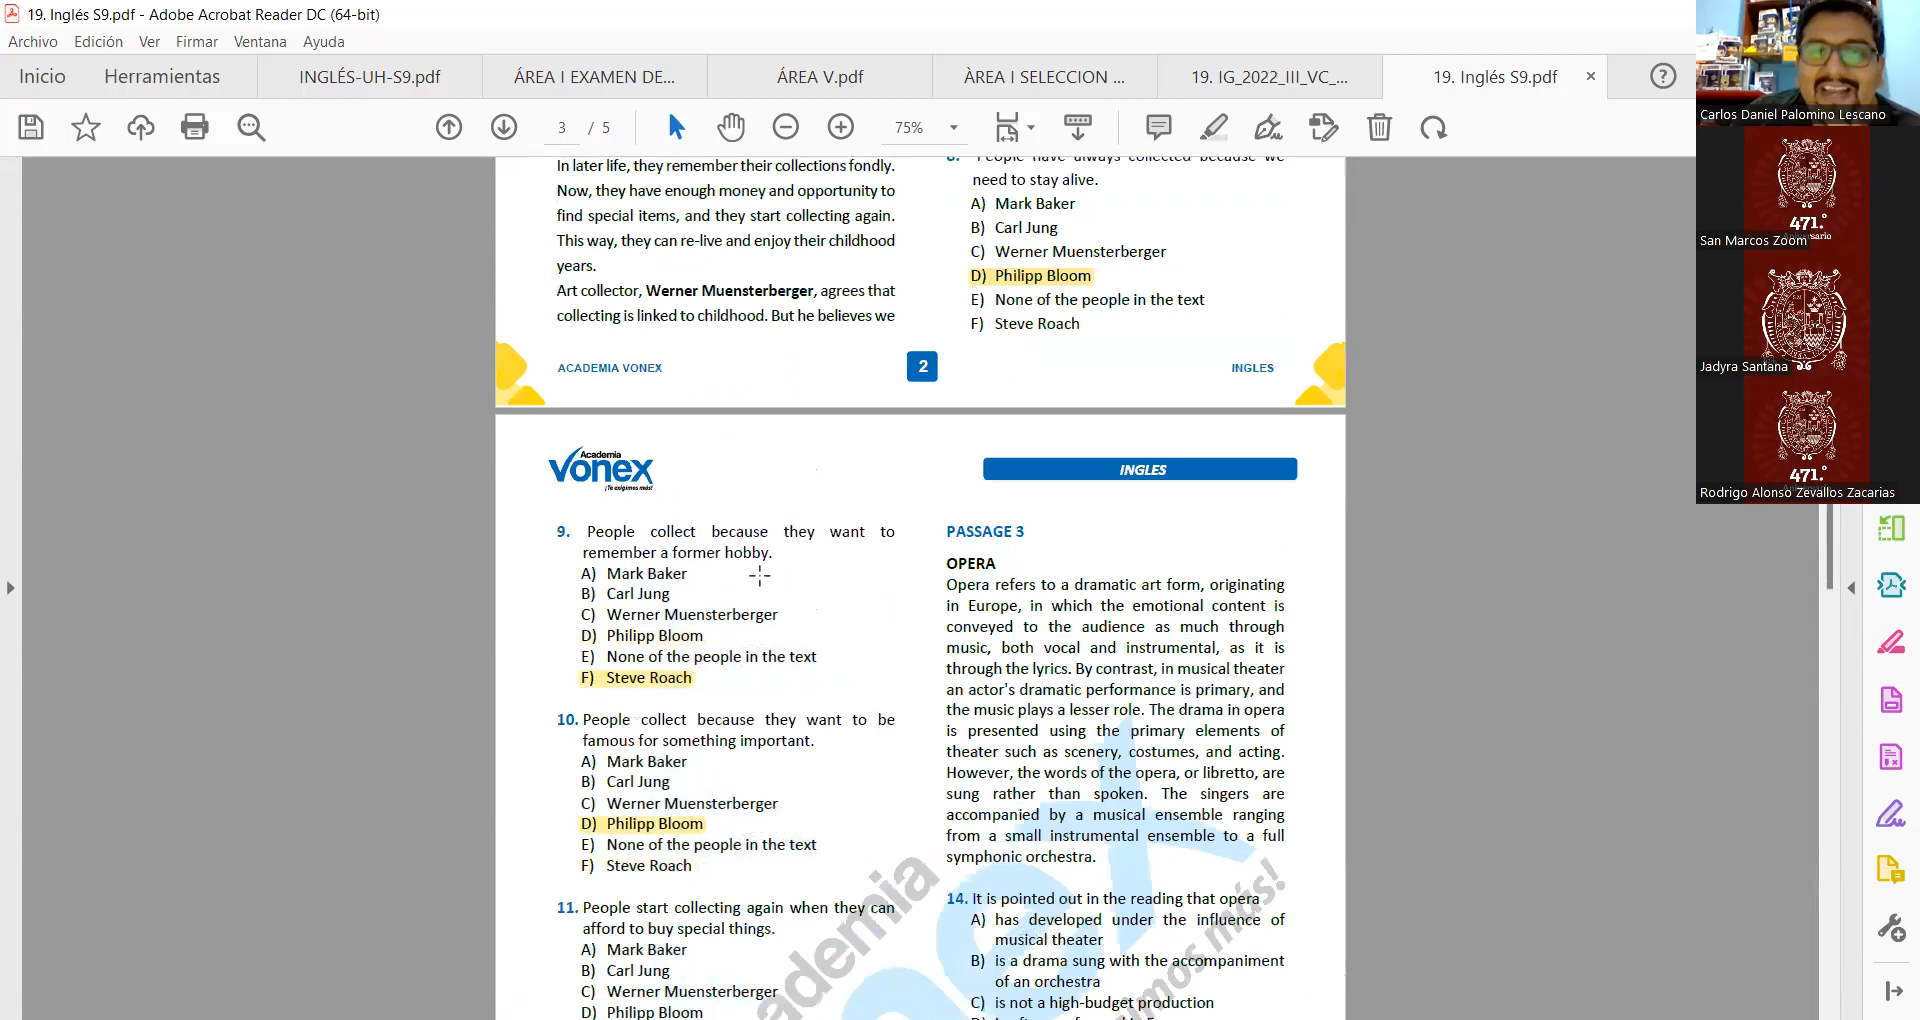 19. Inglés S9.pdf - Adobe Acrobat Reader DC (64-bit)
Archivo Edición Ver Firmar Ventana Ayuda
Inicio Herramientas INGLÉS-UH-S9.pdf ÁREA I EXAMEN DE... ÁREA V.pdf ÀREA I SELECCION ... 19. IG_2022_III_VC_... 19. Inglés S9.pdf
3 / 5 75%
In later life, they remember their collections fondly.
Now, they have enough money and opportunity to
find special items, and they start collecting again.
This way, they can re-live and enjoy their childhood
years.
Art collector, Werner Muensterberger, agrees that
collecting is linked to childhood. But he believes we
8. People have always collected because we
need to stay alive.
A) Mark Baker
B) Carl Jung
C) Werner Muensterberger
D) Philipp Bloom
E) None of the people in the text
F) Steve Roach
ACADEMIA VONEX 2 INGLES
Academia
vonex
¡Te exigimos más!
INGLES
9. People collect because they want to
remember a former hobby.
A) Mark Baker
B) Carl Jung
C) Werner Muensterberger
D) Philipp Bloom
E) None of the people in the text
F) Steve Roach
10. People collect because they want to be
famous for something important.
A) Mark Baker
B) Carl Jung
C) Werner Muensterberger
D) Philipp Bloom
E) None of the people in the text
F) Steve Roach
11. People start collecting again when they can
afford to buy special things.
A) Mark Baker
B) Carl Jung
C) Werner Muensterberger
D) Philipp Bloom
PASSAGE 3
OPERA
Opera refers to a dramatic art form, originating
in Europe, in which the emotional content is
conveyed to the audience as much through
music, both vocal and instrumental, as it is
through the lyrics. By contrast, in musical theater
an actor's dramatic performance is primary, and
the music plays a lesser role. The drama in opera
is presented using the primary elements of
theater such as scenery, costumes, and acting.
However, the words of the opera, or libretto, are
sung rather than spoken. The singers are
accompanied by a musical ensemble ranging
from a small instrumental ensemble to a full
symphonic orchestra.
14. It is pointed out in the reading that opera
A) has developed under the influence of
musical theater
B) is a drama sung with the accompaniment
of an orchestra
C) is not a high-budget production
Carlos Daniel Palomino Lescano
471.°
Aniversario
San Marcos Zoom
Jadyra Santana
471.°
Rodrigo Alonso Zevallos Zacarias